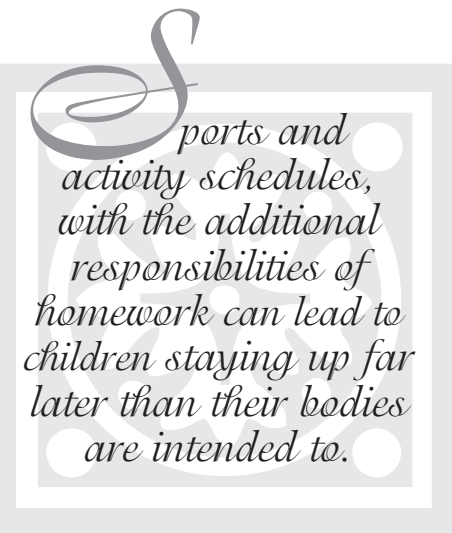 Sports and
activity schedules,
with the additional
responsibilities of
homework can lead to
children staying up far
later than their bodies
are intended to.